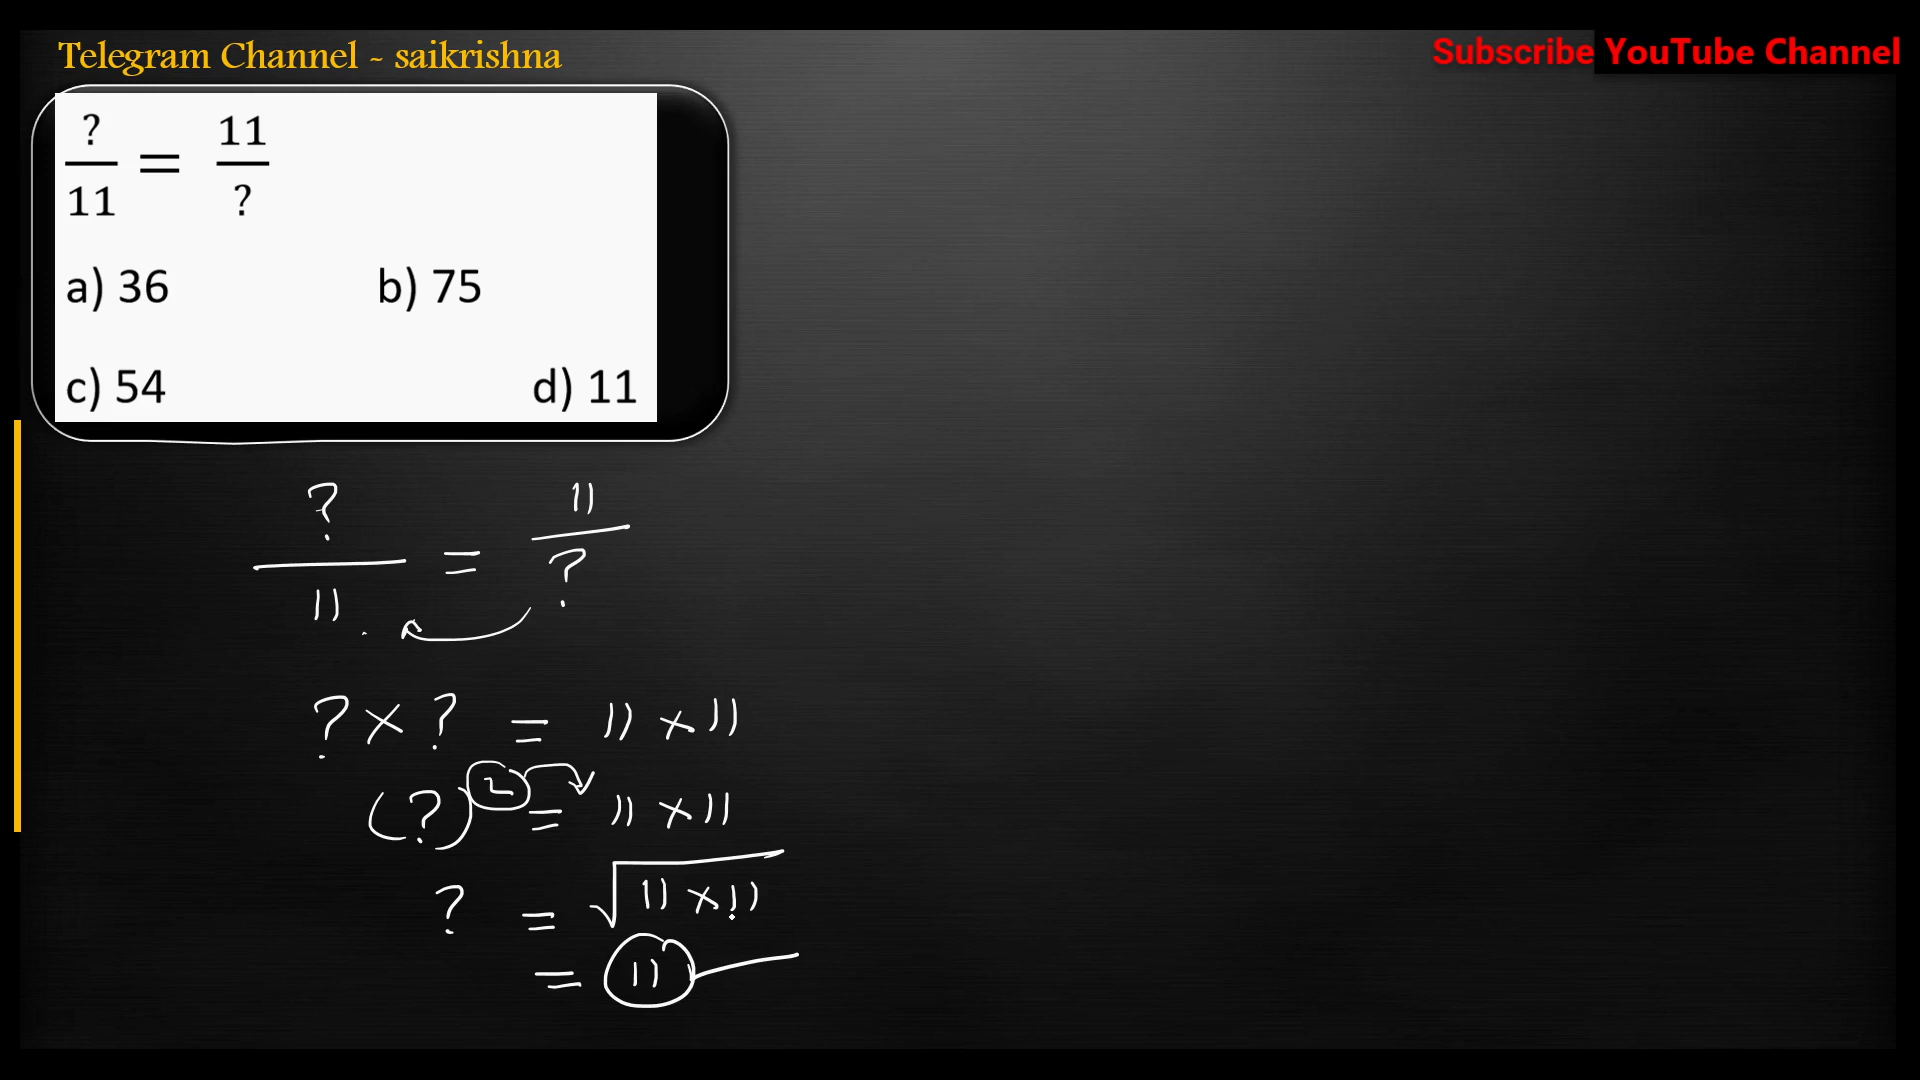 Telegram Channel - saikrishna
Subscribe YouTube Channel
?/11 = 11/?
a) 36 b) 75
c) 54 d) 11
?/11 = 11/?
? × ? = 11 × 11
(?)² = 11 × 11
? = √11 × 11
= 11